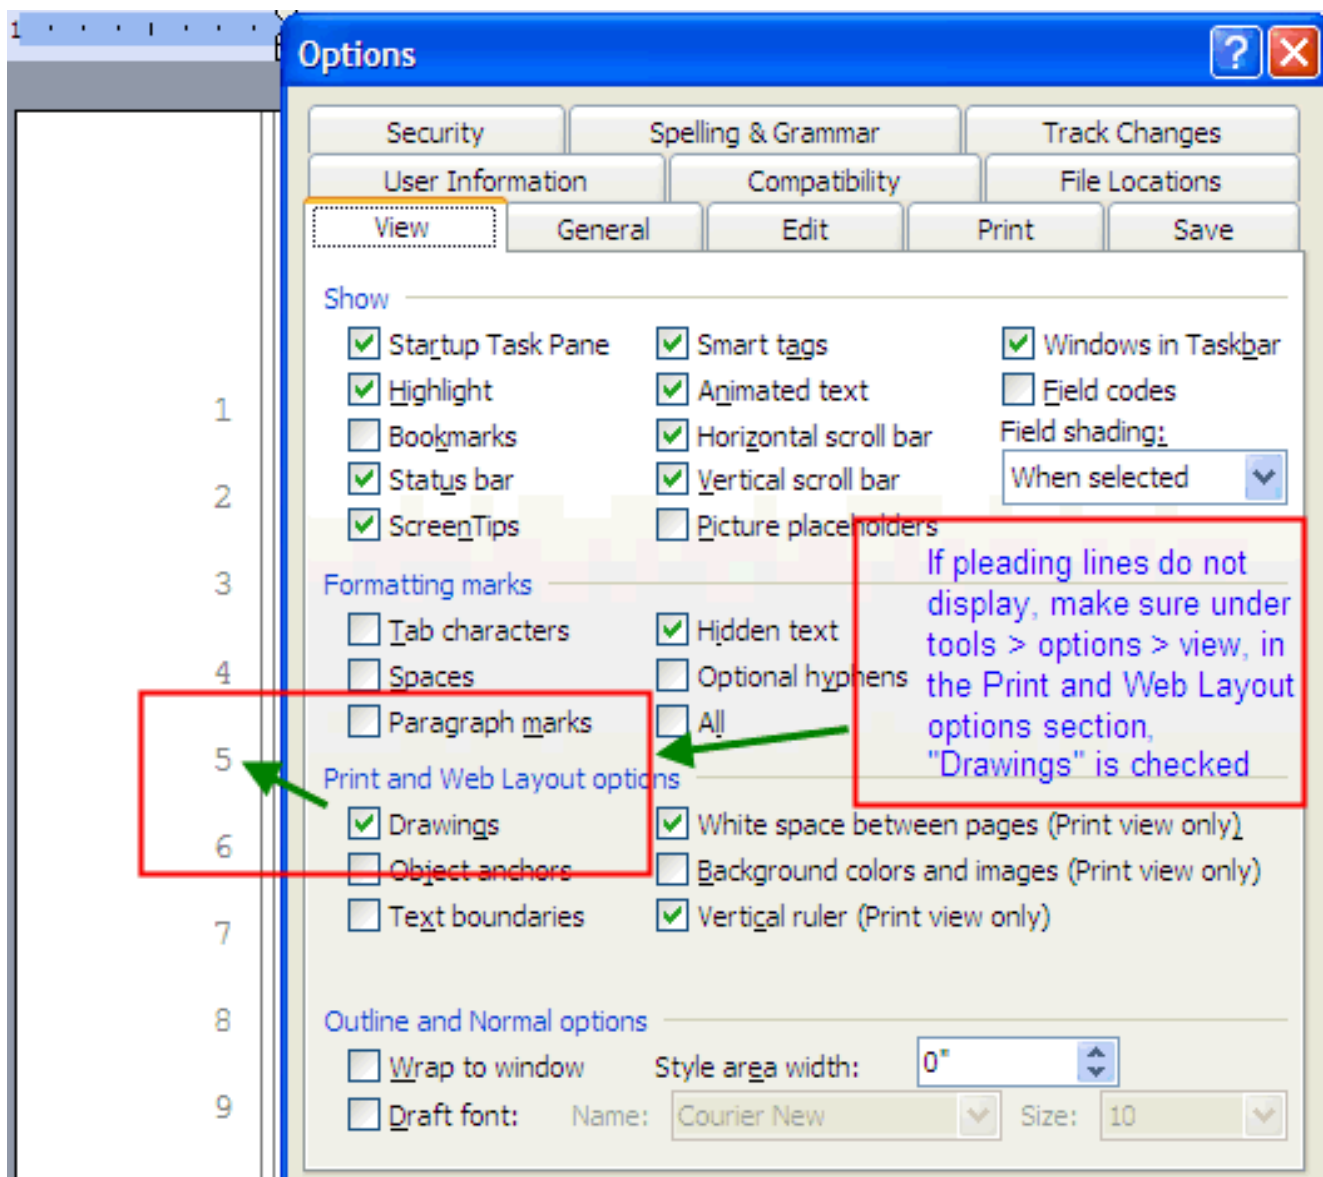 1
Options
Security Spelling & Grammar Track Changes
User Information Compatibility File Locations
View General Edit Print Save
Show
Startup Task Pane Smart tags Windows in Taskbar
Highlight Animated text Field codes
Bookmarks Horizontal scroll bar Field shading:
Status bar Vertical scroll bar When selected
ScreenTips Picture placeholders
If pleading lines do not
display, make sure under
tools > options > view, in
the Print and Web Layout
options section,
"Drawings" is checked
Formatting marks
Tab characters Hidden text
Spaces Optional hyphens
Paragraph marks All
Print and Web Layout options
Drawings White space between pages (Print view only)
Object anchors Background colors and images (Print view only)
Text boundaries Vertical ruler (Print view only)
Outline and Normal options
Wrap to window Style area width: 0"
Draft font: Name: Courier New Size: 10
1
2
3
4
5
6
7
8
9